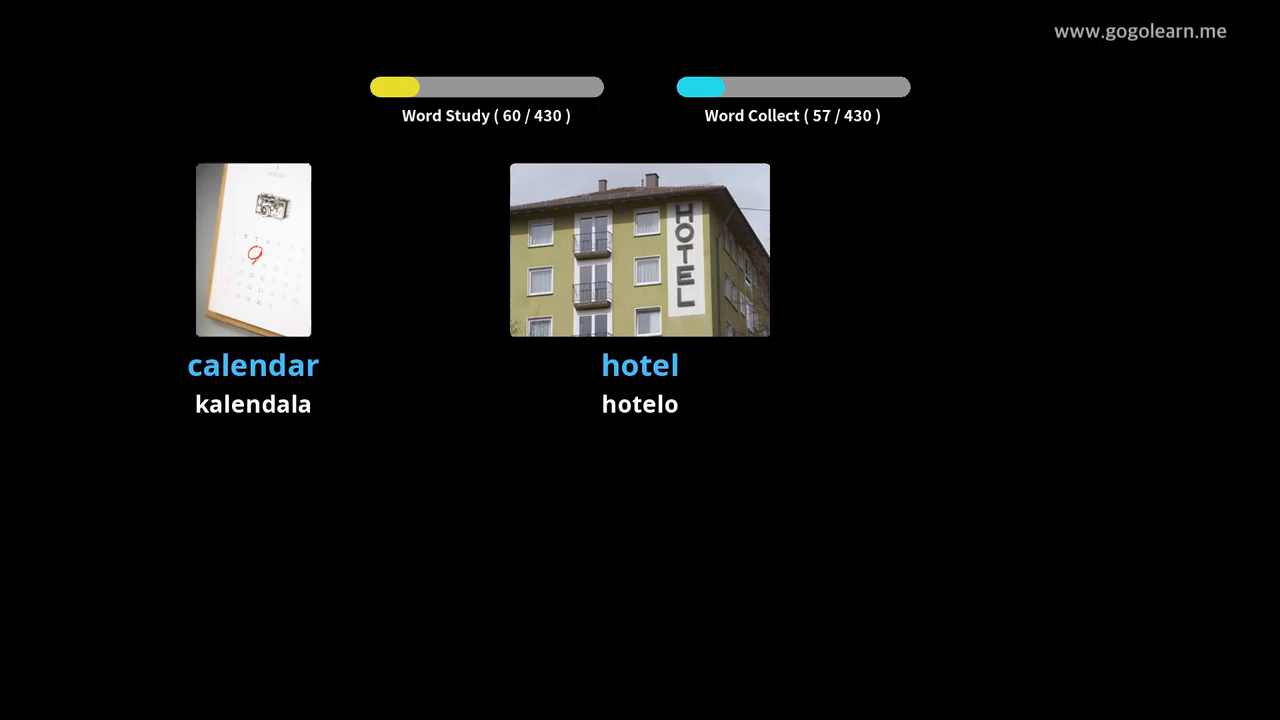 www.gogolearn.me
Word Study ( 60 / 430 )
Word Collect ( 57 / 430 )
HOTEL
calendar
hotel
kalendala
hotelo